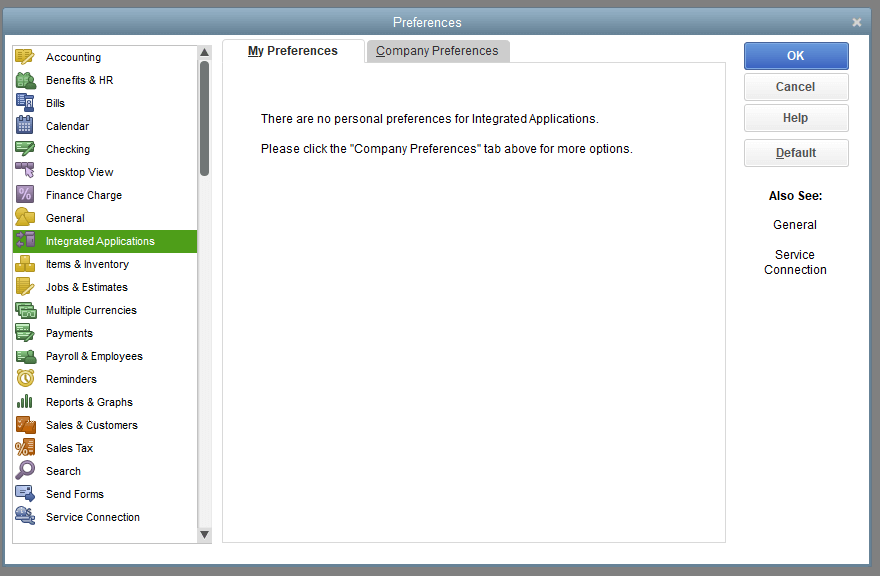 Preferences
Accounting
Benefits & HR
Bills
Calendar
Checking
Desktop View
Finance Charge
General
Integrated Applications
Items & Inventory
Jobs & Estimates
Multiple Currencies
Payments
Payroll & Employees
Reminders
Reports & Graphs
Sales & Customers
Sales Tax
Search
Send Forms
Service Connection
My Preferences
Company Preferences
There are no personal preferences for Integrated Applications.
Please click the "Company Preferences" tab above for more options.
OK
Cancel
Help
Default
Also See:
General
Service
Connection